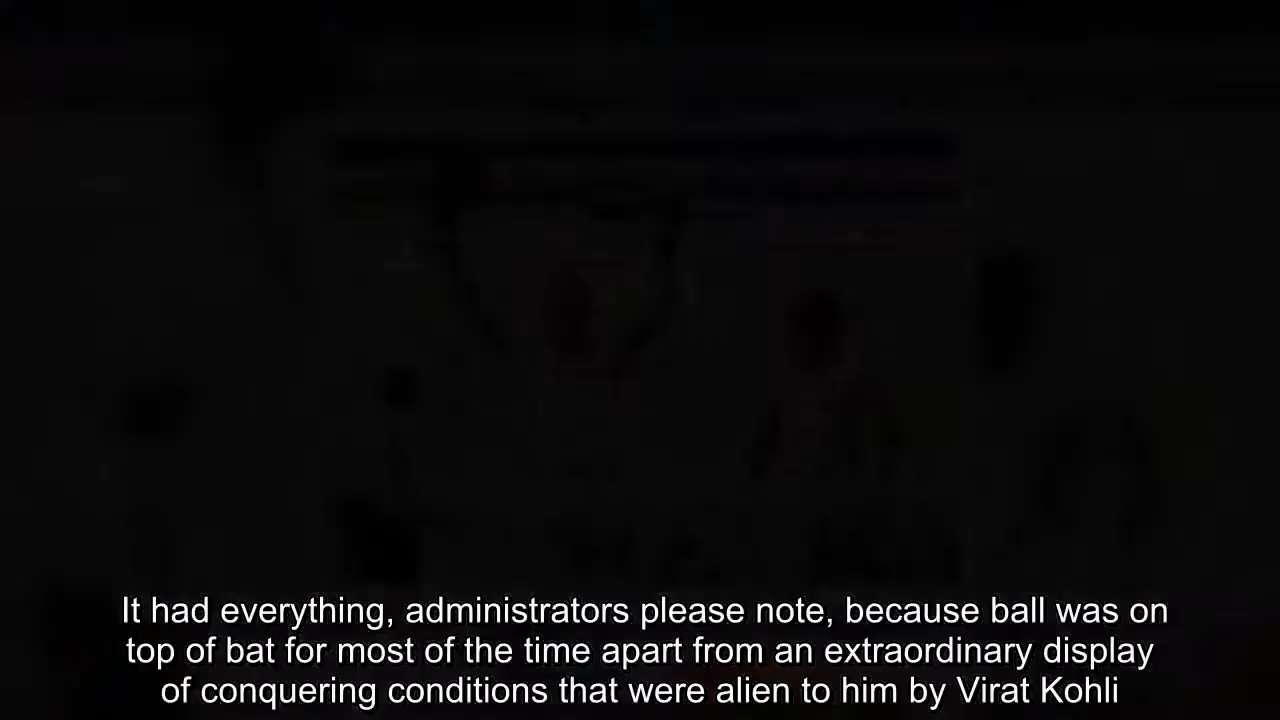 It had everything, administrators please note, because ball was on
top of bat for most of the time apart from an extraordinary display
of conquering conditions that were alien to him by Virat Kohli